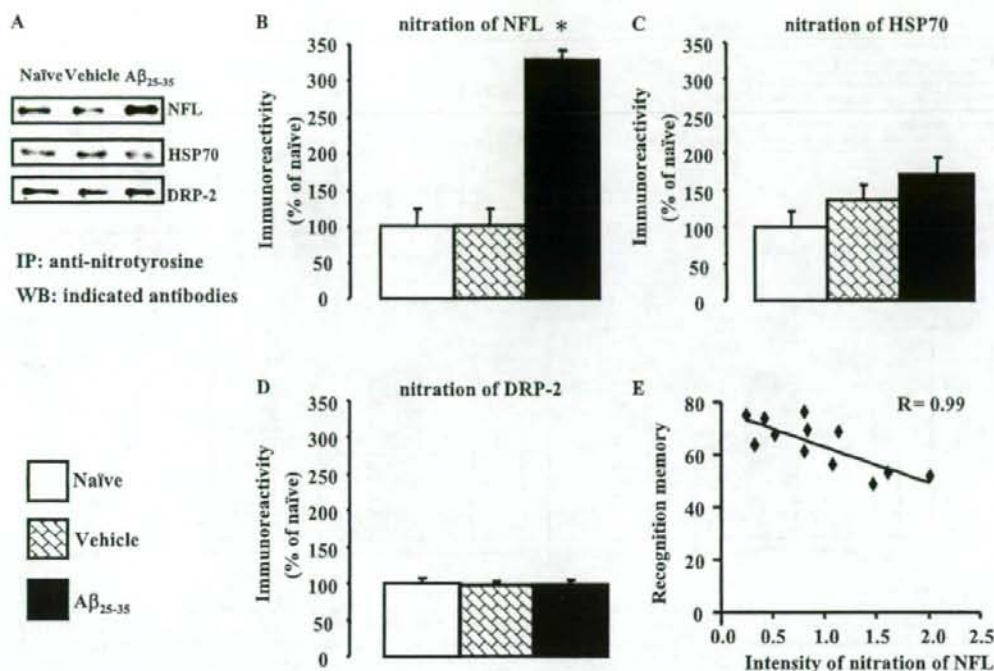 A
Naïve Vehicle Aβ25-35
NFL
HSP70
DRP-2
IP: anti-nitrotyrosine
WB: indicated antibodies
Naïve
Vehicle
Aβ25-35
B
nitration of NFL *
Immunoreactivity
(% of naïve)
350
300
250
200
150
100
50
0
C
nitration of HSP70
Immunoreactivity
(% of naïve)
350
300
250
200
150
100
50
0
D
nitration of DRP-2
Immunoreactivity
(% of naïve)
350
300
250
200
150
100
50
0
E
R= 0.99
Recognition memory
80
60
40
20
0
0.0 0.5 1.0 1.5 2.0 2.5
Intensity of nitration of NFL